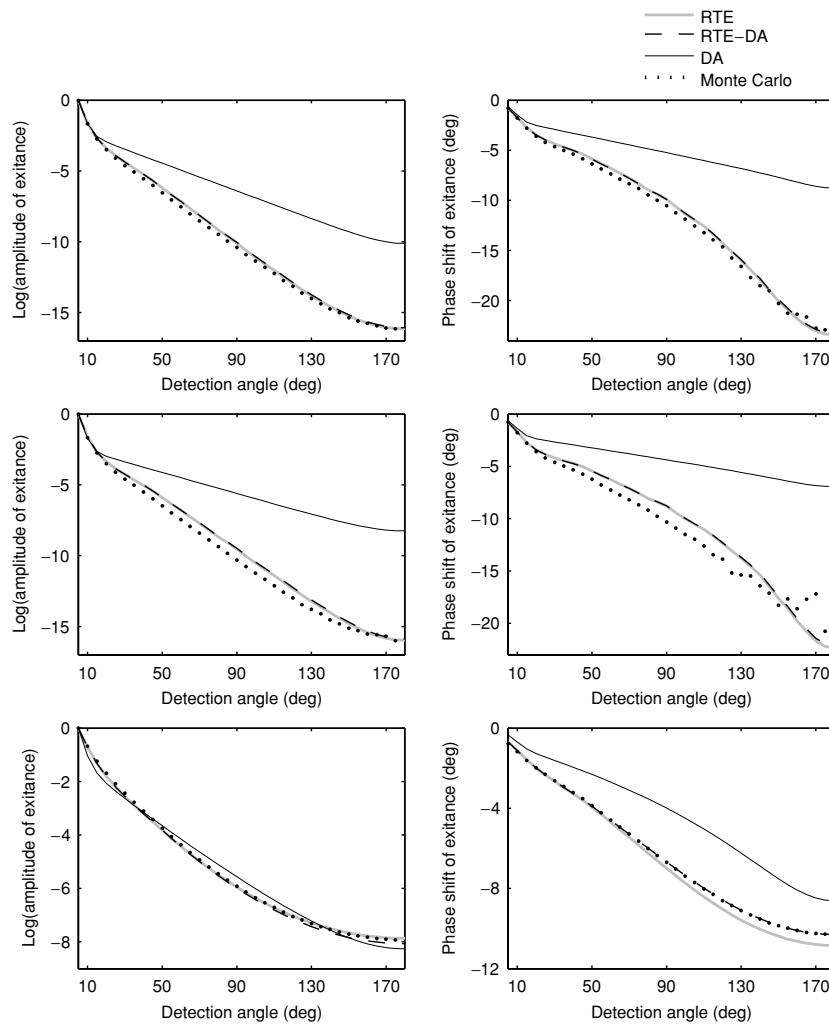 RTE
RTE−DA
DA
Monte Carlo
0
−5
−10
−15
Log(amplitude of exitance)
10 50 90 130 170
Detection angle (deg)
0
−5
−10
−15
−20
Phase shift of exitance (deg)
10 50 90 130 170
Detection angle (deg)
0
−5
−10
−15
Log(amplitude of exitance)
10 50 90 130 170
Detection angle (deg)
0
−5
−10
−15
−20
Phase shift of exitance (deg)
10 50 90 130 170
Detection angle (deg)
0
−2
−4
−6
−8
Log(amplitude of exitance)
10 50 90 130 170
Detection angle (deg)
0
−4
−8
−12
Phase shift of exitance (deg)
10 50 90 130 170
Detection angle (deg)